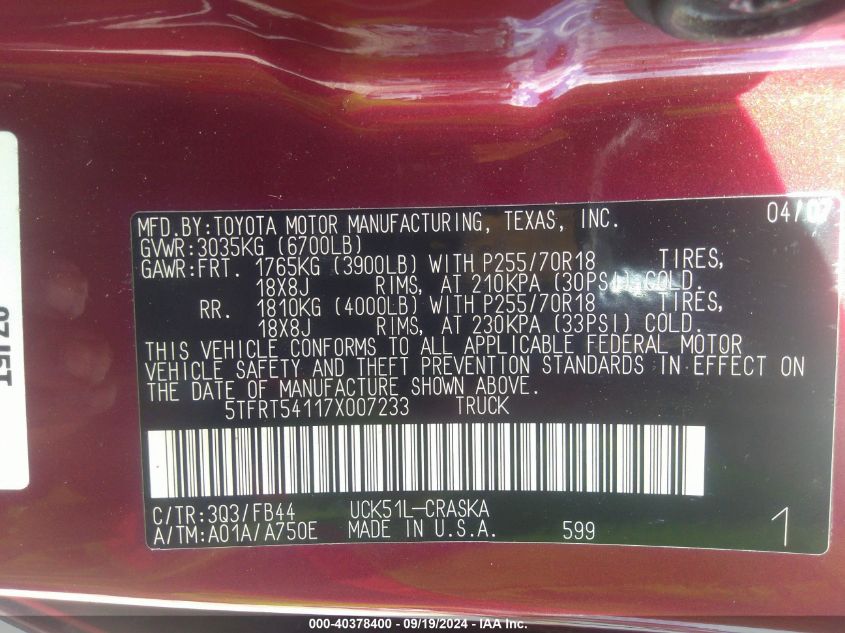 MFD.BY:TOYOTA MOTOR MANUFACTURING, TEXAS, INC. 04/07
GVWR:3035KG (6700LB)
GAWR:FRT. 1765KG (3900LB) WITH P255/70R18 TIRES,
18X8J RIMS, AT 210KPA (30PSI) COLD.
RR. 1810KG (4000LB) WITH P255/70R18 TIRES,
18X8J RIMS, AT 230KPA (33PSI) COLD.
THIS VEHICLE CONFORMS TO ALL APPLICABLE FEDERAL MOTOR
VEHICLE SAFETY AND THEFT PREVENTION STANDARDS IN EFFECT ON
THE DATE OF MANUFACTURE SHOWN ABOVE.
5TFRT54117X007233 TRUCK
C/TR:3Q3/FB44 UCK51L-CRASKA
A/TM:A01A/A750E MADE IN U.S.A. 599 1
000-40378400 - 09/19/2024 - IAA Inc.